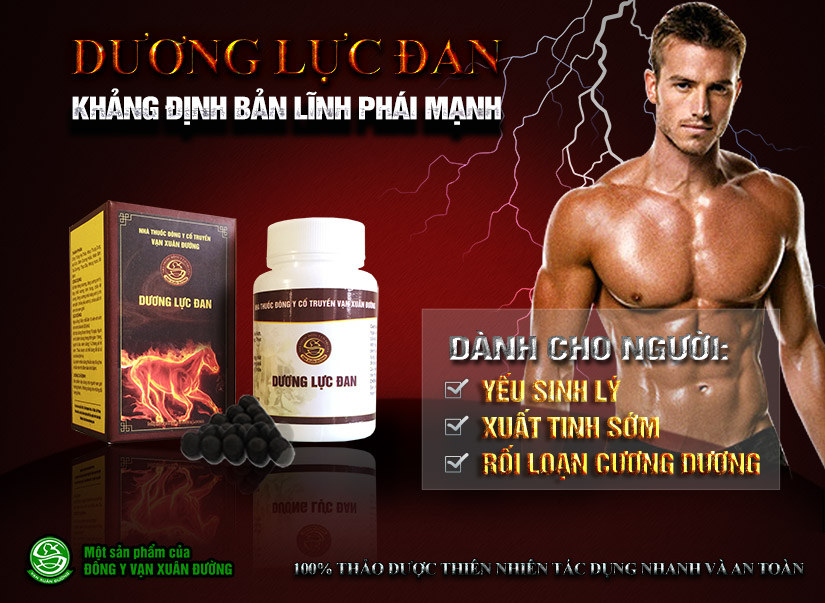 DƯƠNG LỰC ĐAN
KHẲNG ĐỊNH BẢN LĨNH PHÁI MẠNH
NHÀ THUỐC ĐÔNG Y CỔ TRUYỀN
VẠN XUÂN ĐƯỜNG
DƯƠNG LỰC ĐAN
THUỐC ĐÔNG Y CỔ TRUYỀN VẠN XUÂN ĐƯỜNG
DƯƠNG LỰC ĐAN
DÀNH CHO NGƯỜI:
YẾU SINH LÝ
XUẤT TINH SỚM
RỐI LOẠN CƯƠNG DƯƠNG
VẠN XUÂN ĐƯỜNG
Một sản phẩm của
ĐÔNG Y VẠN XUÂN ĐƯỜNG
100% THẢO DƯỢC THIÊN NHIÊN TÁC DỤNG NHANH VÀ AN TOÀN